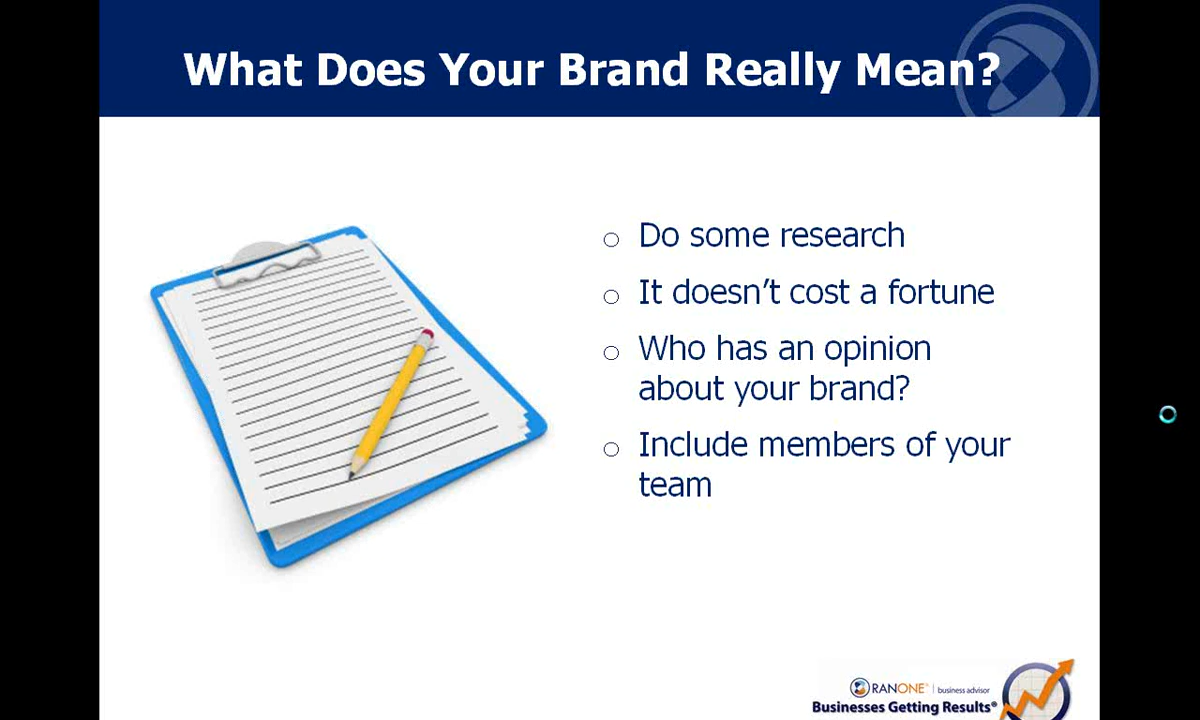 What Does Your Brand Really Mean?
Do some research
It doesn't cost a fortune
Who has an opinion
about your brand?
Include members of your
team
RANONE™ | business advisor
Businesses Getting Results®